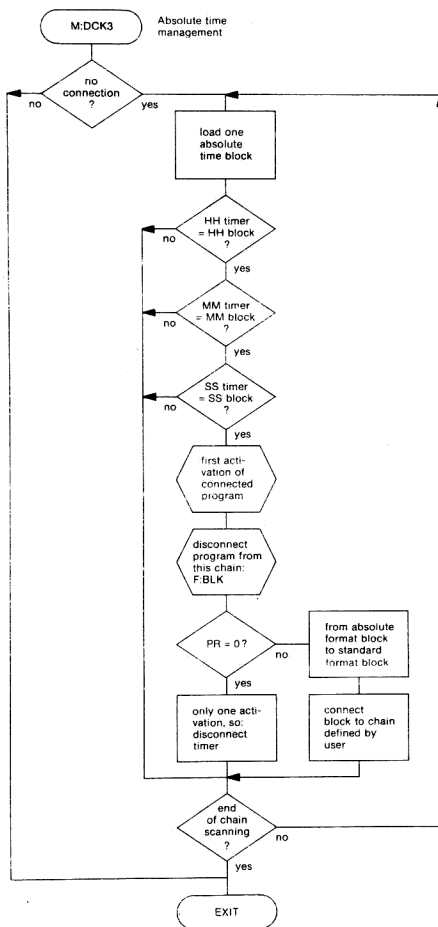 M:DCK3
Absolute time
management
no
connection
?
no
yes
load one
absolute
time block
HH timer
= HH block
?
no
yes
MM timer
= MM block
?
no
yes
SS timer
= SS block
?
no
yes
first acti-
vation of
connected
program
disconnect
program from
this chain:
F:BLK
PR = 0?
no
yes
from absolute
format block
to standard
format block
only one acti-
vation, so:
disconnect
timer
connect
block to chain
defined by
user
end
of chain
scanning
?
no
yes
EXIT